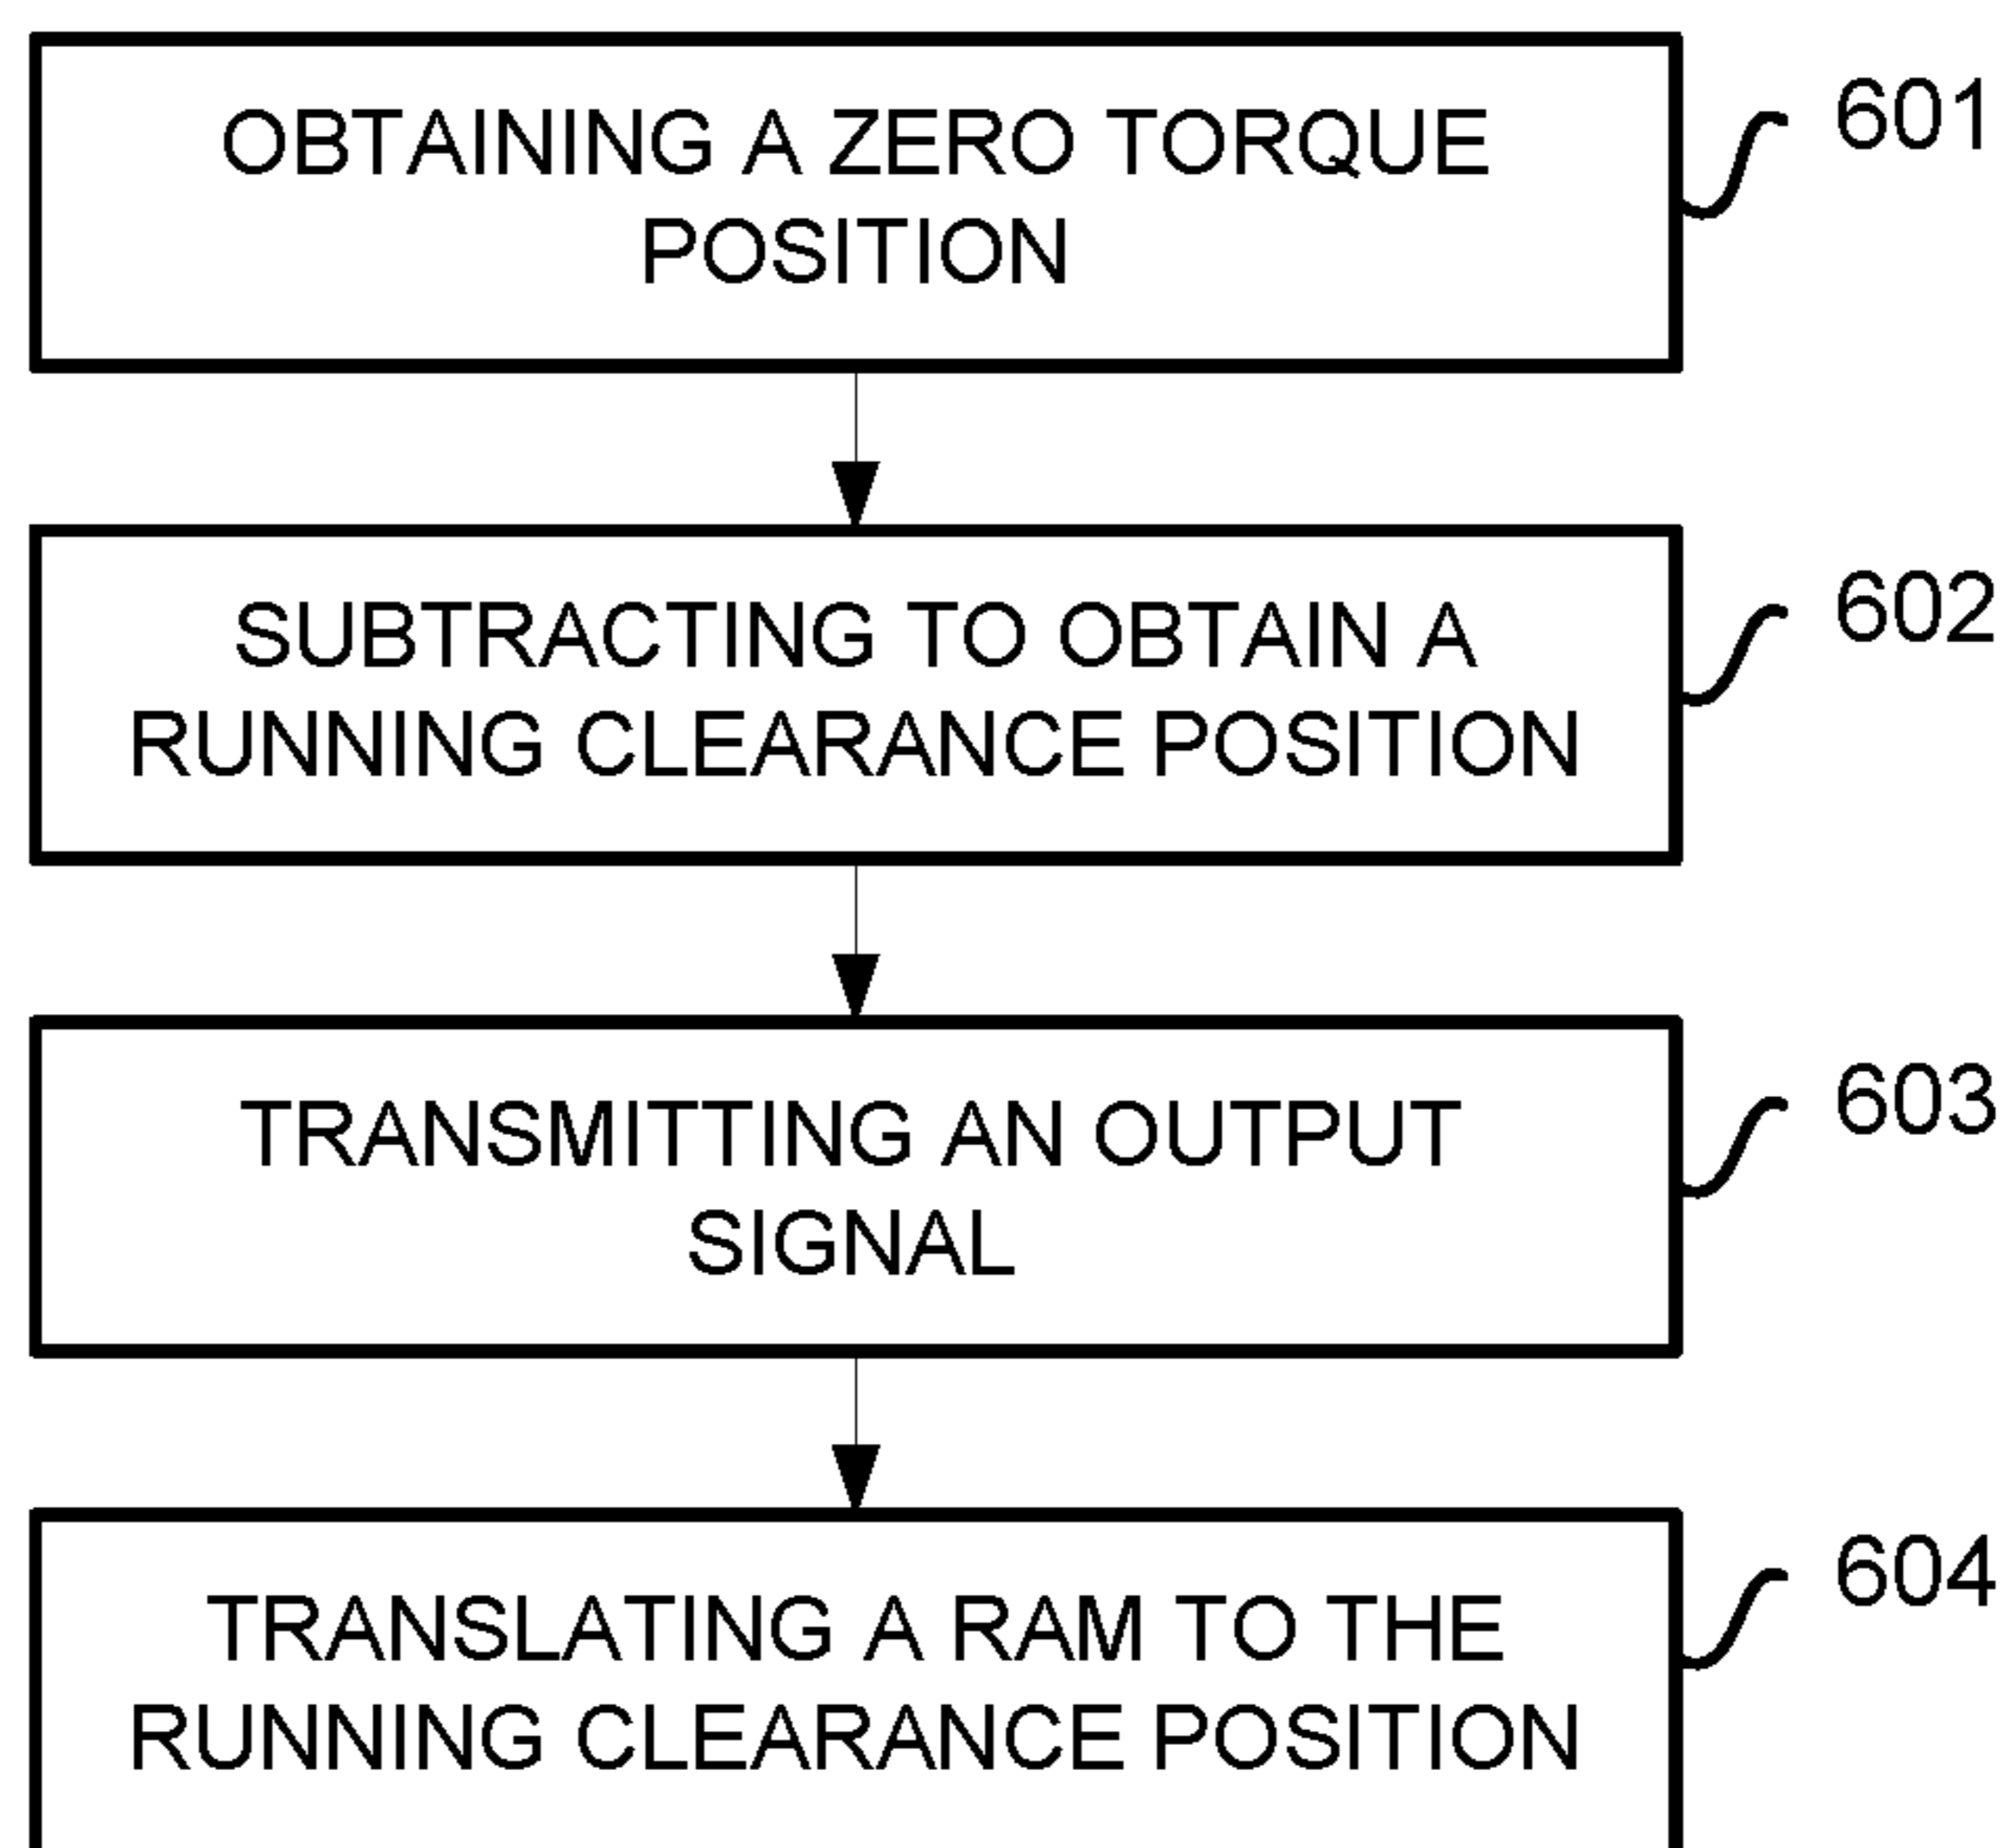 OBTAINING A ZERO TORQUE
POSITION
601
SUBTRACTING TO OBTAIN A
RUNNING CLEARANCE POSITION
602
TRANSMITTING AN OUTPUT
SIGNAL
603
TRANSLATING A RAM TO THE
RUNNING CLEARANCE POSITION
604